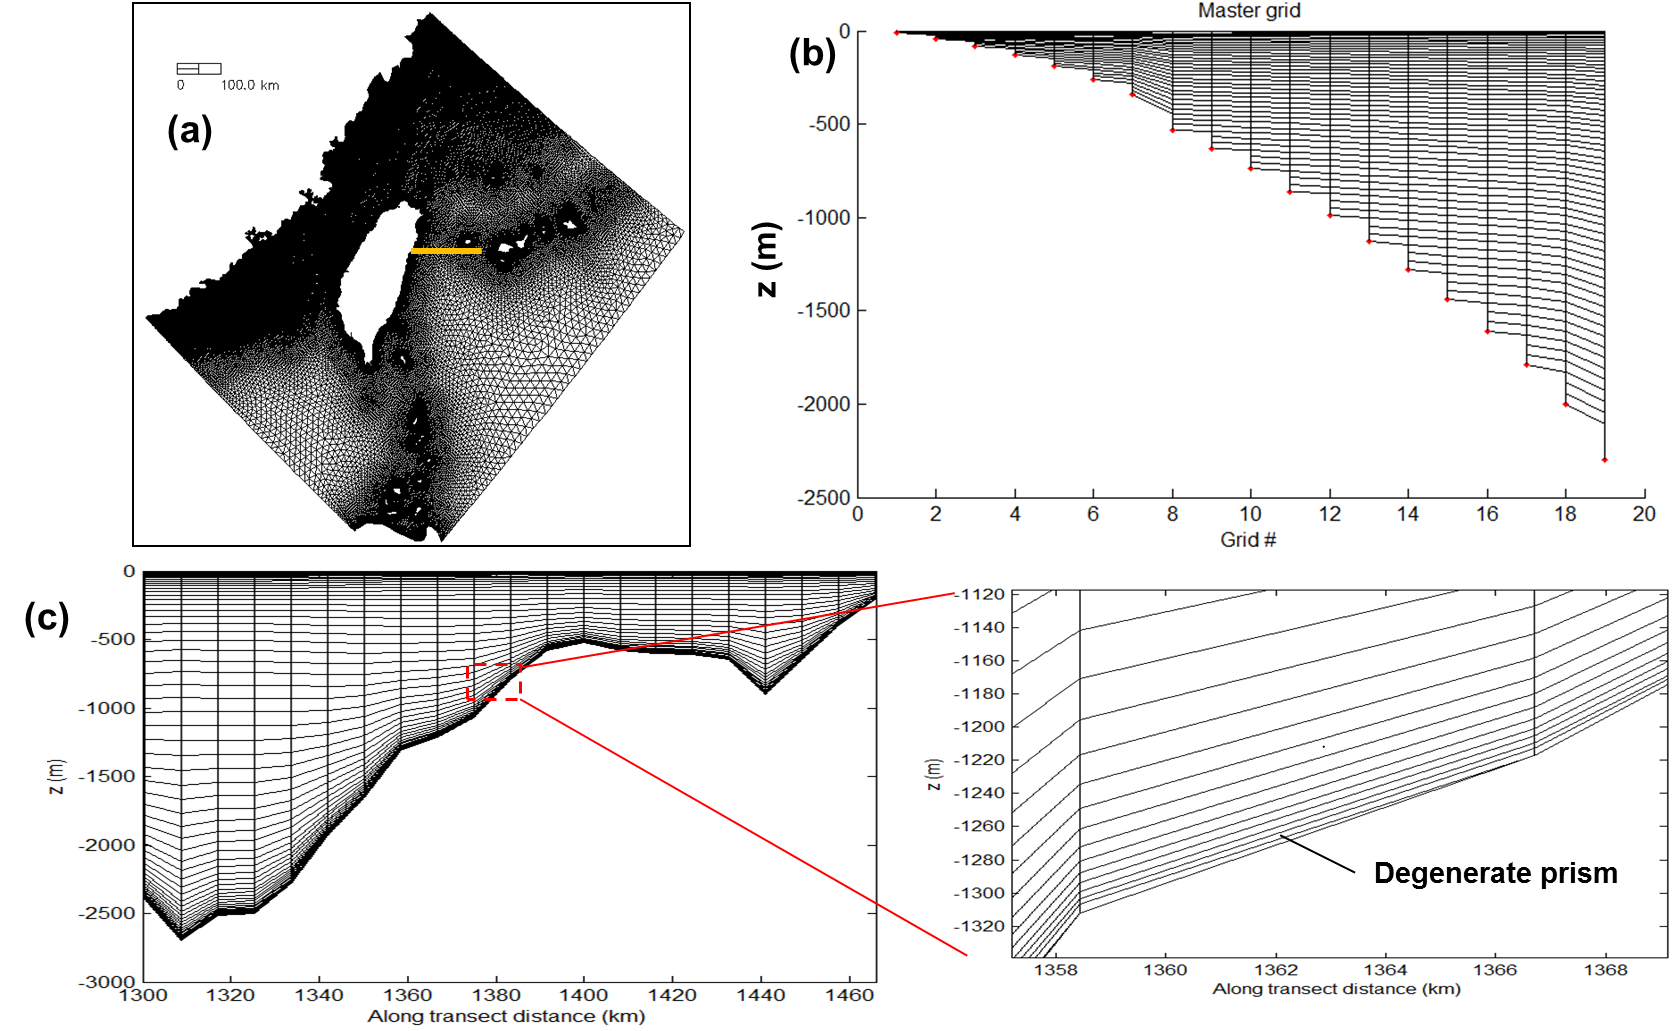 (a)
0 100.0 km
Master grid
(b)
0
-500
-1000
-1500
-2000
-2500
z (m)
0 2 4 6 8 10 12 14 16 18 20
Grid #
(c)
0
-500
-1000
-1500
-2000
-2500
-3000
z (m)
1300 1320 1340 1360 1380 1400 1420 1440 1460
Along transect distance (km)
-1120
-1140
-1160
-1180
-1200
-1220
-1240
-1260
-1280
-1300
-1320
z (m)
Degenerate prism
1358 1360 1362 1364 1366 1368
Along transect distance (km)